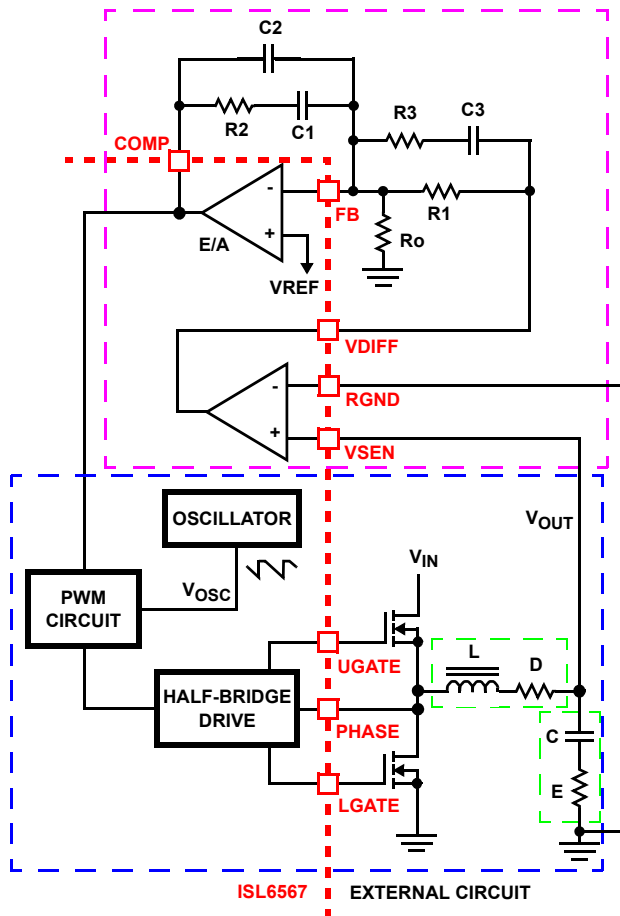 C2
R2
C1
R3
C3
COMP
-
+
E/A
FB
R1
Ro
VREF
VDIFF
-
+
RGND
VSEN
OSCILLATOR
VOSC
PWM
CIRCUIT
HALF-BRIDGE
DRIVE
VIN
VOUT
UGATE
PHASE
LGATE
L
D
C
E
ISL6567
EXTERNAL CIRCUIT